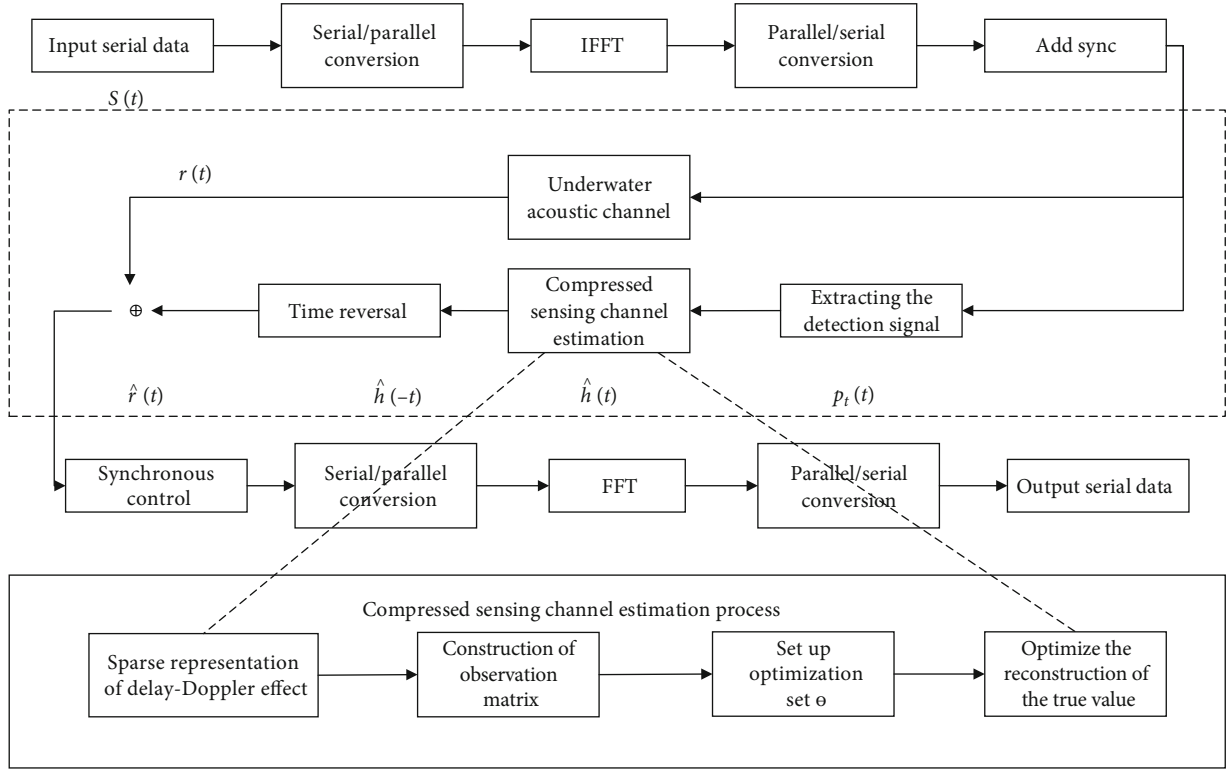 Input serial data
Serial/parallel
conversion
IFFT
Parallel/serial
conversion
Add sync
S (t)
r (t)
Underwater
acoustic channel
⊕
Time reversal
Compressed
sensing channel
estimation
Extracting the
detection signal
r̂ (t)
ĥ (–t)
ĥ (t)
pₜ (t)
Synchronous
control
Serial/parallel
conversion
FFT
Parallel/serial
conversion
Output serial data
Compressed sensing channel estimation process
Sparse representation
of delay-Doppler effect
Construction of
observation
matrix
Set up
optimization
set ɵ
Optimize the
reconstruction of
the true value